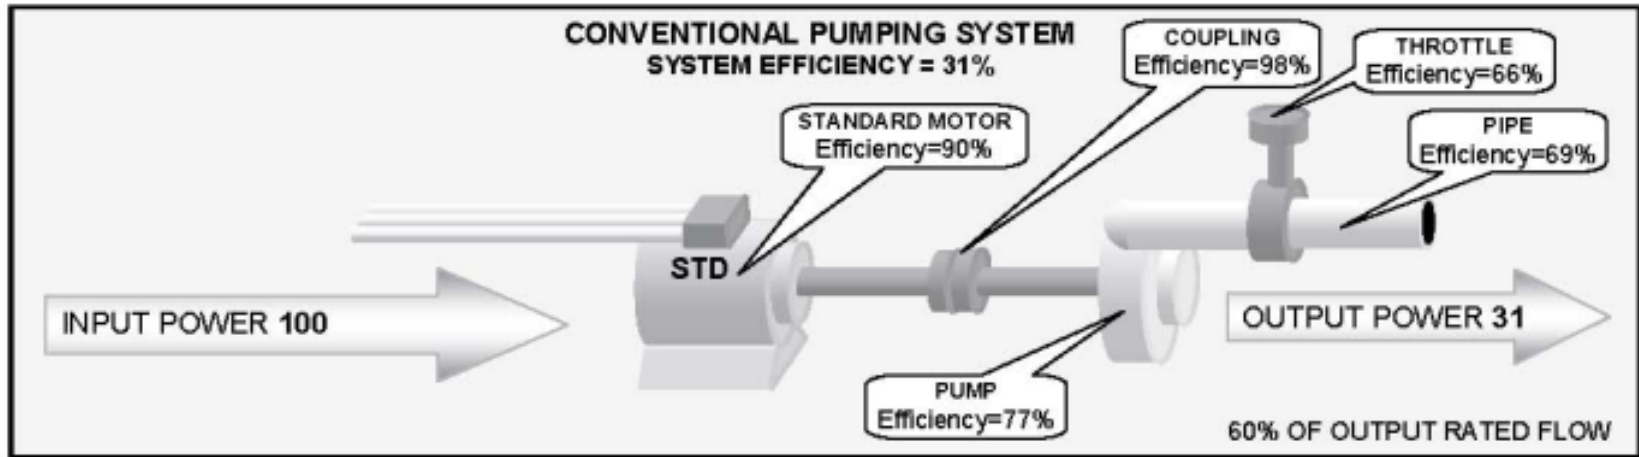 CONVENTIONAL PUMPING SYSTEM
SYSTEM EFFICIENCY = 31%
COUPLING
Efficiency=98%
THROTTLE
Efficiency=66%
STANDARD MOTOR
Efficiency=90%
PIPE
Efficiency=69%
STD
INPUT POWER 100
OUTPUT POWER 31
PUMP
Efficiency=77%
60% OF OUTPUT RATED FLOW